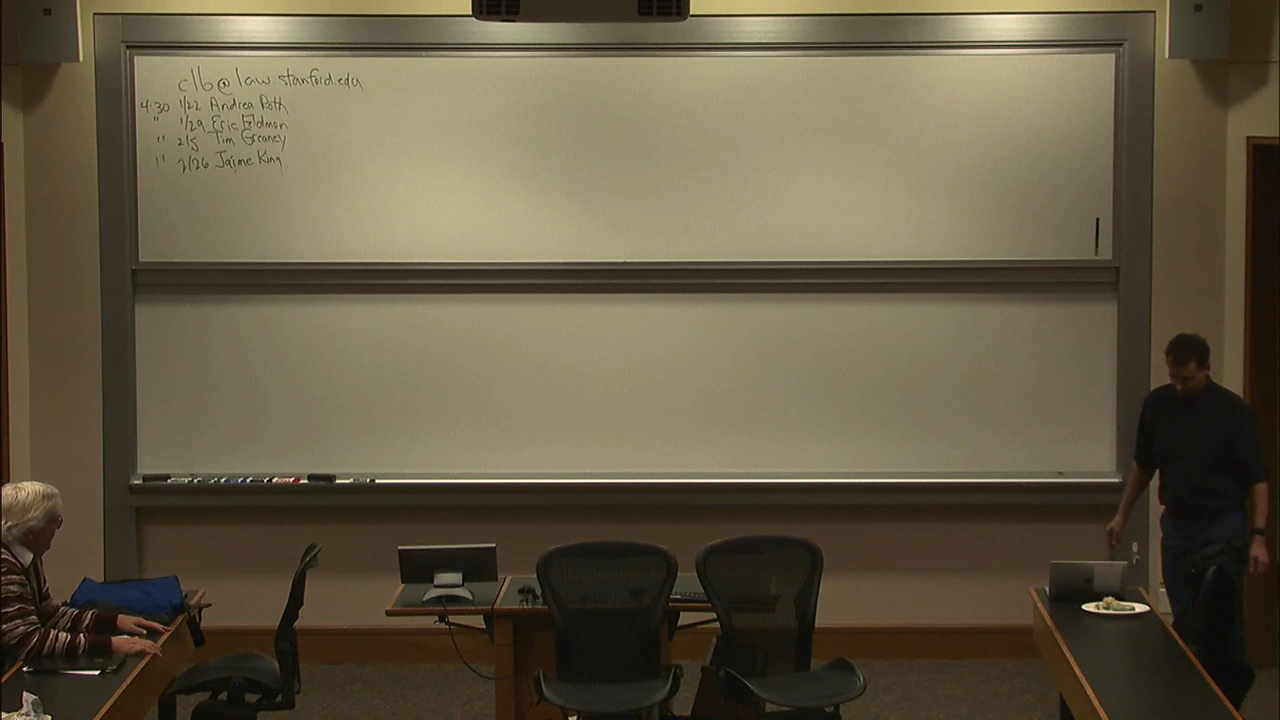 clb@law.stanford.edu
4:30 1/22 Andrea Roth
" 1/29 Eric Feldman
" 2/5 Tim Greaney
" 2/26 Jaime King